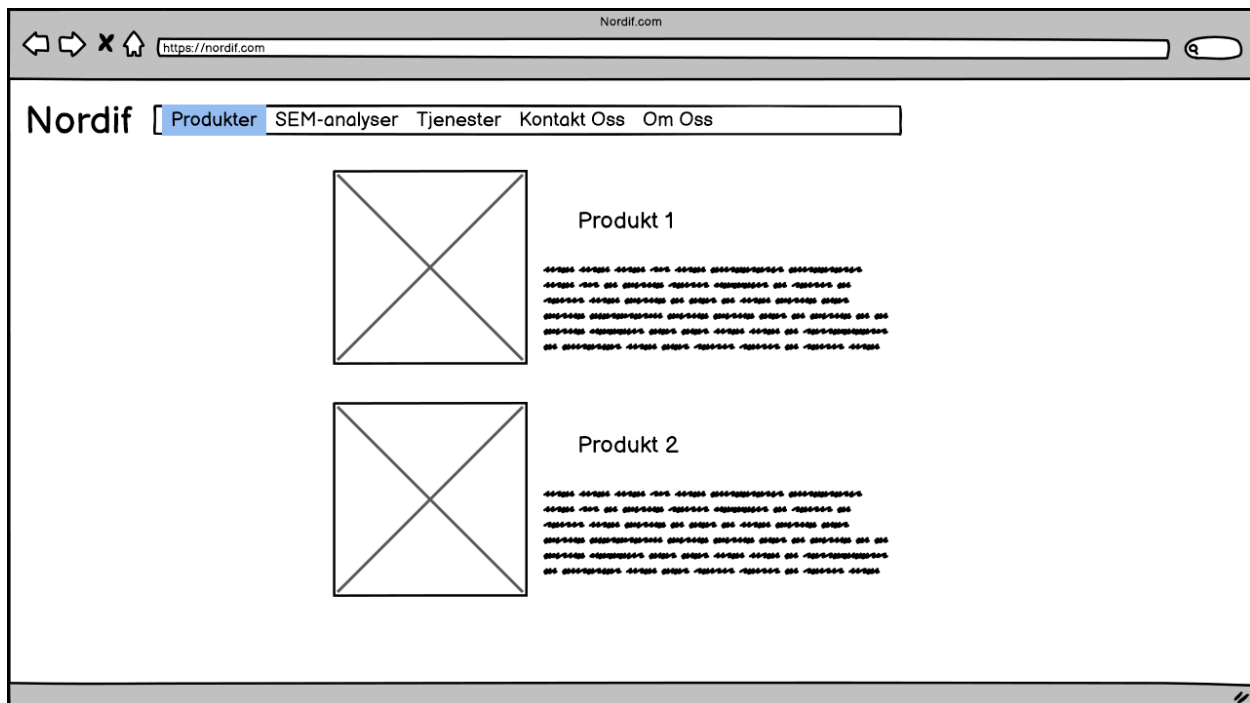 Nordif.com
https://nordif.com
Nordif
Produkter SEM-analyser Tjenester Kontakt Oss Om Oss
Produkt 1
Produkt 2